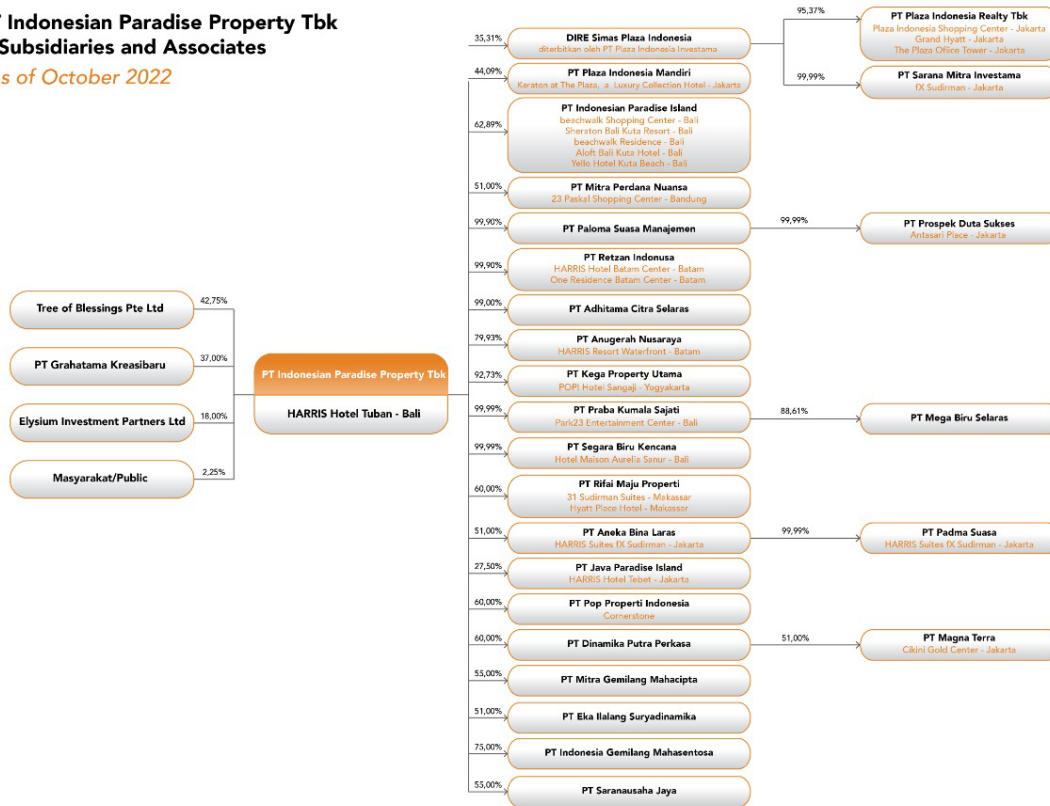 T Indonesian Paradise Property Tbk
Subsidiaries and Associates
s of October 2022
42,75%
Tree of Blessings Pte Ltd
37,00%
PT Grahatama Kreasibaru
18,00%
Elysium Investment Partners Ltd
2,25%
Masyarakat/Public
PT Indonesian Paradise Property Tbk
HARRIS Hotel Tuban - Bali
35,31%
DIRE Simas Plaza Indonesia
diterbitkan oleh PT Plaza Indonesia Investama
95,37%
PT Plaza Indonesia Realty Tbk
Plaza Indonesia Shopping Center - Jakarta
Grand Hyatt - Jakarta
The Plaza Office Tower - Jakarta
99,99%
PT Sarana Mitra Investama
fX Sudirman - Jakarta
44,09%
PT Plaza Indonesia Mandiri
Keraton at The Plaza, a Luxury Collection Hotel - Jakarta
62,89%
PT Indonesian Paradise Island
beachwalk Shopping Center - Bali
Sheraton Bali Kuta Resort - Bali
beachwalk Residence - Bali
Aloft Bali Kuta Hotel - Bali
Yello Hotel Kuta Beach - Bali
51,00%
PT Mitra Perdana Nuansa
23 Paskal Shopping Center - Bandung
99,90%
PT Paloma Suasa Manajemen
99,99%
PT Prospek Duta Sukses
Antasari Place - Jakarta
99,90%
PT Retzan Indonusa
HARRIS Hotel Batam Center - Batam
One Residence Batam Center - Batam
99,00%
PT Adhitama Citra Selaras
79,93%
PT Anugerah Nusaraya
HARRIS Resort Waterfront - Batam
92,73%
PT Kega Property Utama
POP! Hotel Sangaji - Yogyakarta
99,99%
PT Praba Kumala Sajati
Park23 Entertainment Center - Bali
88,61%
PT Mega Biru Selaras
99,99%
PT Segara Biru Kencana
Hotel Maison Aurelia Sanur - Bali
60,00%
PT Rifai Maju Properti
31 Sudirman Suites - Makassar
Hyatt Place Hotel - Makassar
51,00%
PT Aneka Bina Laras
HARRIS Suites fX Sudirman - Jakarta
99,99%
PT Padma Suasa
HARRIS Suites fX Sudirman - Jakarta
27,50%
PT Java Paradise Island
HARRIS Hotel Tebet - Jakarta
60,00%
PT Pop Properti Indonesia
Cornerstone
60,00%
PT Dinamika Putra Perkasa
51,00%
PT Magna Terra
Cikini Gold Center - Jakarta
55,00%
PT Mitra Gemilang Mahacipta
51,00%
PT Eka Ilalang Suryadinamika
75,00%
PT Indonesia Gemilang Mahasentosa
55,00%
PT Saranausaha Jaya